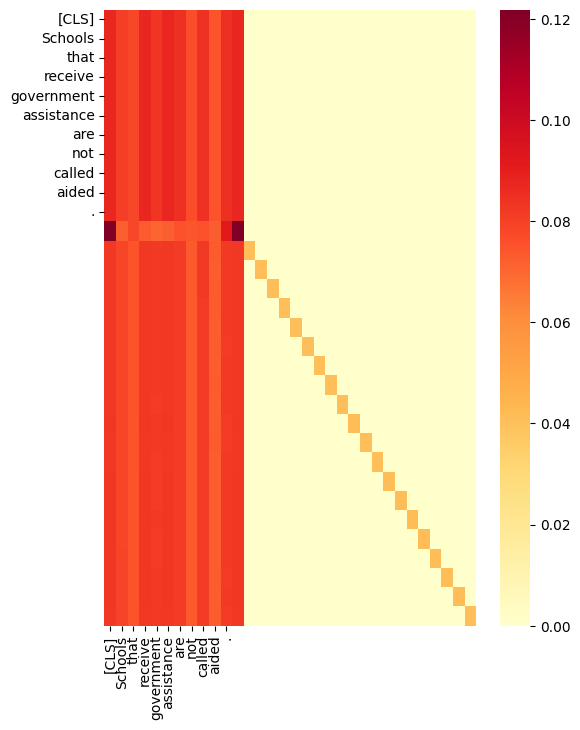 [CLS]
Schools
that
receive
government
assistance
are
not
called
aided
.
0.12
0.10
0.08
0.06
0.04
0.02
0.00
[CLS]
Schools
that
receive
government
assistance
are
not
called
aided
.